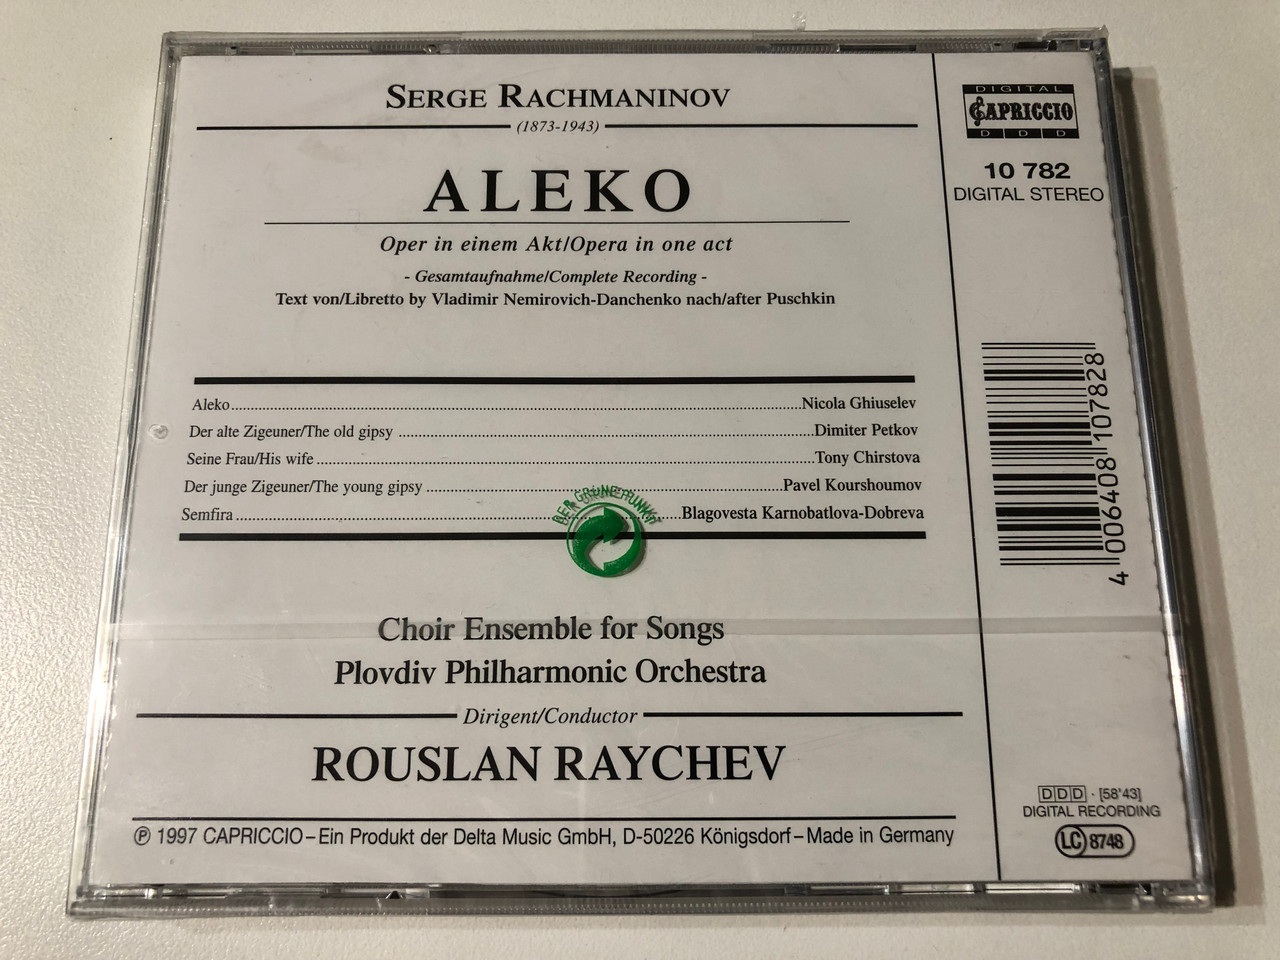 SERGE RACHMANINOV
(1873-1943)
ALEKO
Oper in einem Akt/Opera in one act
- Gesamtaufnahme/Complete Recording -
Text von/Libretto by Vladimir Nemirovich-Danchenko nach/after Puschkin
Aleko Nicola Ghiuselev
Der alte Zigeuner/The old gipsy Dimiter Petkov
Seine Frau/His wife Tony Chirstova
Der junge Zigeuner/The young gipsy Pavel Kourshoumov
Semfira Blagovesta Karnobatlova-Dobreva
DER GRÜNE PUNKT
Choir Ensemble for Songs
Plovdiv Philharmonic Orchestra
Dirigent/Conductor
ROUSLAN RAYCHEV
℗ 1997 CAPRICCIO – Ein Produkt der Delta Music GmbH, D-50226 Königsdorf – Made in Germany
DIGITAL
CAPRICCIO
D D D
10 782
DIGITAL STEREO
4 006408 107828
DDD · [58'43]
DIGITAL RECORDING
LC 8748